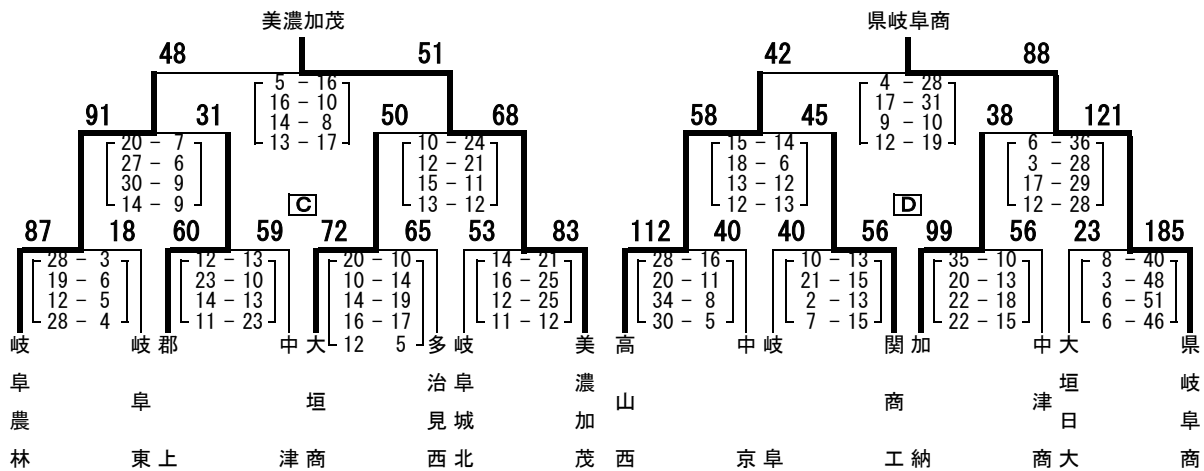 美濃加茂
48 51
5 － 16
16 － 10
14 － 8
13 － 17
91 31
20 － 7
27 － 6
30 － 9
14 － 9
50 68
10 － 24
12 － 21
15 － 11
13 － 12
C
87 18
28 － 3
19 － 6
12 － 5
28 － 4
60 59
12 － 13
23 － 10
14 － 13
11 － 23
72 65
20 － 10
10 － 14
14 － 19
16 － 17
12 5
53 83
14 － 21
16 － 25
12 － 25
11 － 12
岐阜農林
岐阜東
郡上
中津
大垣商
多治見西
岐阜城北
美濃加茂
県岐阜商
42 88
4 － 28
17 － 31
9 － 10
12 － 19
58 45
15 － 14
18 － 6
13 － 12
12 － 13
38 121
6 － 36
3 － 28
17 － 29
12 － 28
D
112 40
28 － 16
20 － 11
34 － 8
30 － 5
40 56
10 － 13
21 － 15
2 － 13
7 － 15
99 56
35 － 10
20 － 13
22 － 18
22 － 15
23 185
8 － 40
3 － 48
6 － 51
6 － 46
高山西
中京
岐阜
関商工
加納
中津商
大垣日大
県岐阜商